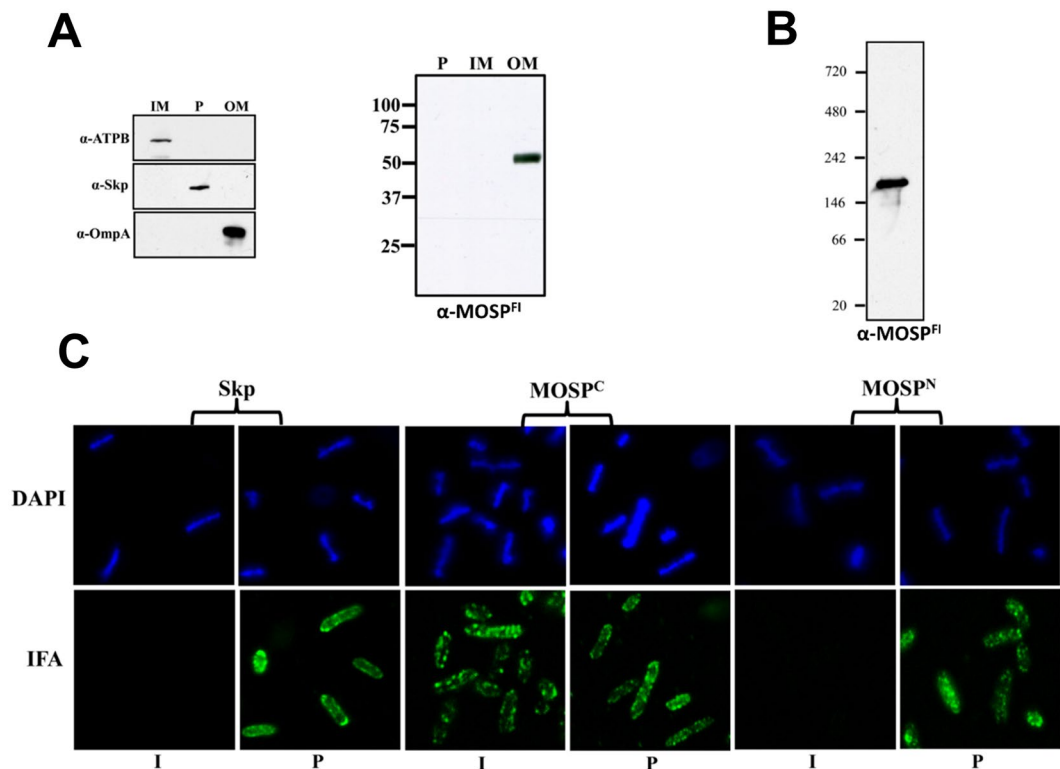 A
IM P OM
α-ATPB
α-Skp
α-OmpA
P IM OM
100
75
50
37
25
α-MOSPᶠˡ
B
720
480
242
146
66
20
α-MOSPᶠˡ
C
Skp MOSPᶜ MOSPᴺ
DAPI
IFA
I P I P I P